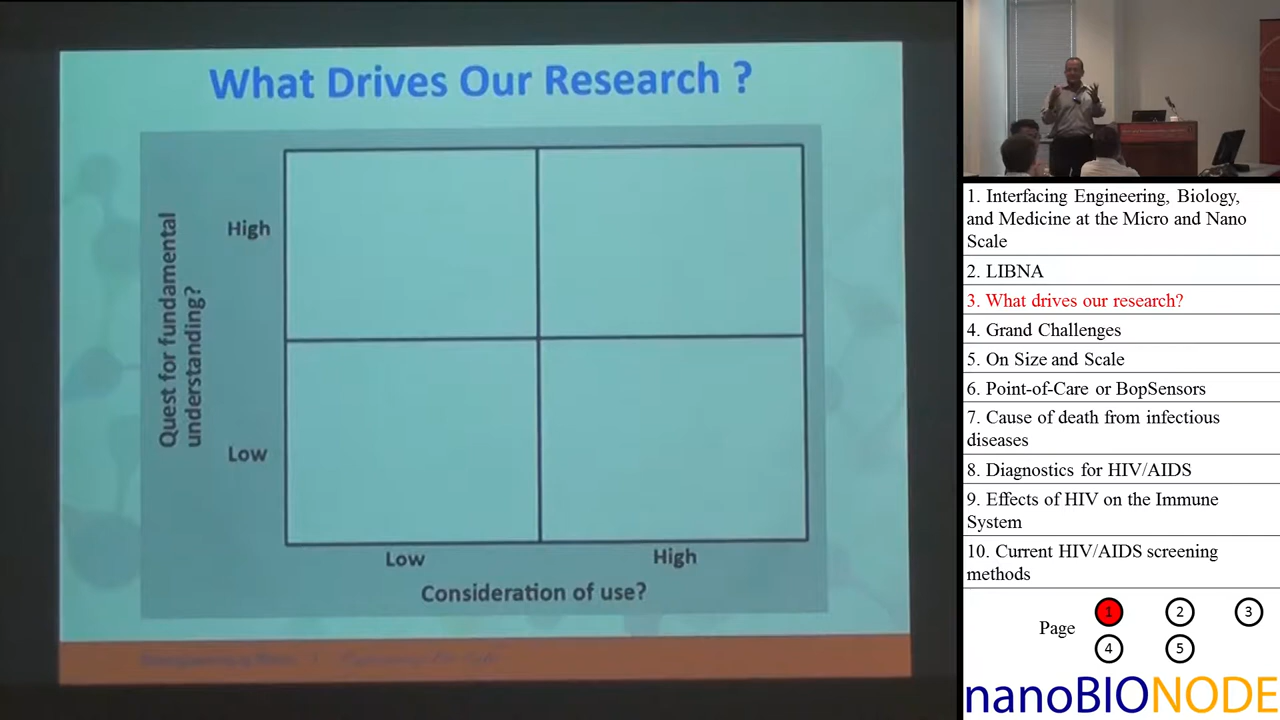 What Drives Our Research ?
Quest for fundamental
understanding?
High
Low
Low
High
Consideration of use?
1. Interfacing Engineering, Biology,
and Medicine at the Micro and Nano
Scale
2. LIBNA
3. What drives our research?
4. Grand Challenges
5. On Size and Scale
6. Point-of-Care or BopSensors
7. Cause of death from infectious
diseases
8. Diagnostics for HIV/AIDS
9. Effects of HIV on the Immune
System
10. Current HIV/AIDS screening
methods
Page
1
2
3
4
5
nanoBIONODE